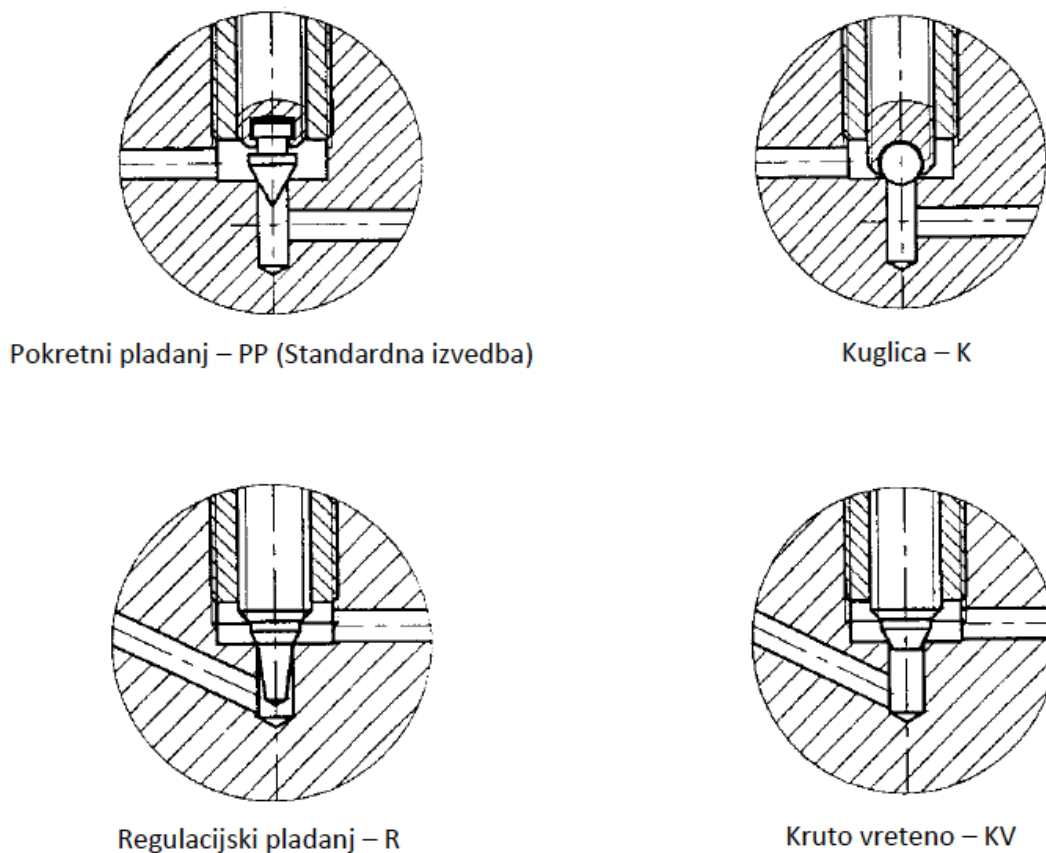 Pokretni pladanj – PP (Standardna izvedba)
Kuglica – K
Regulacijski pladanj – R
Kruto vreteno – KV